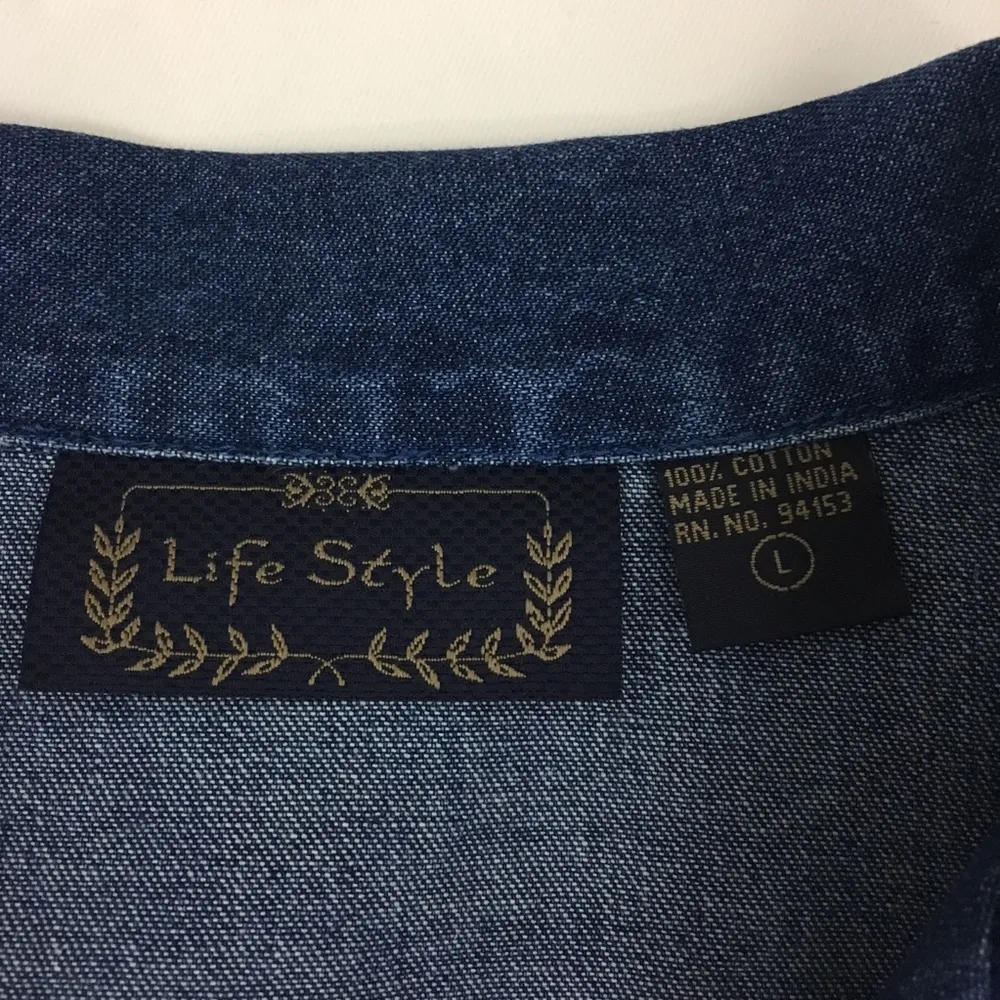 Life Style
100% COTTON
MADE IN INDIA
RN. NO. 94153
L